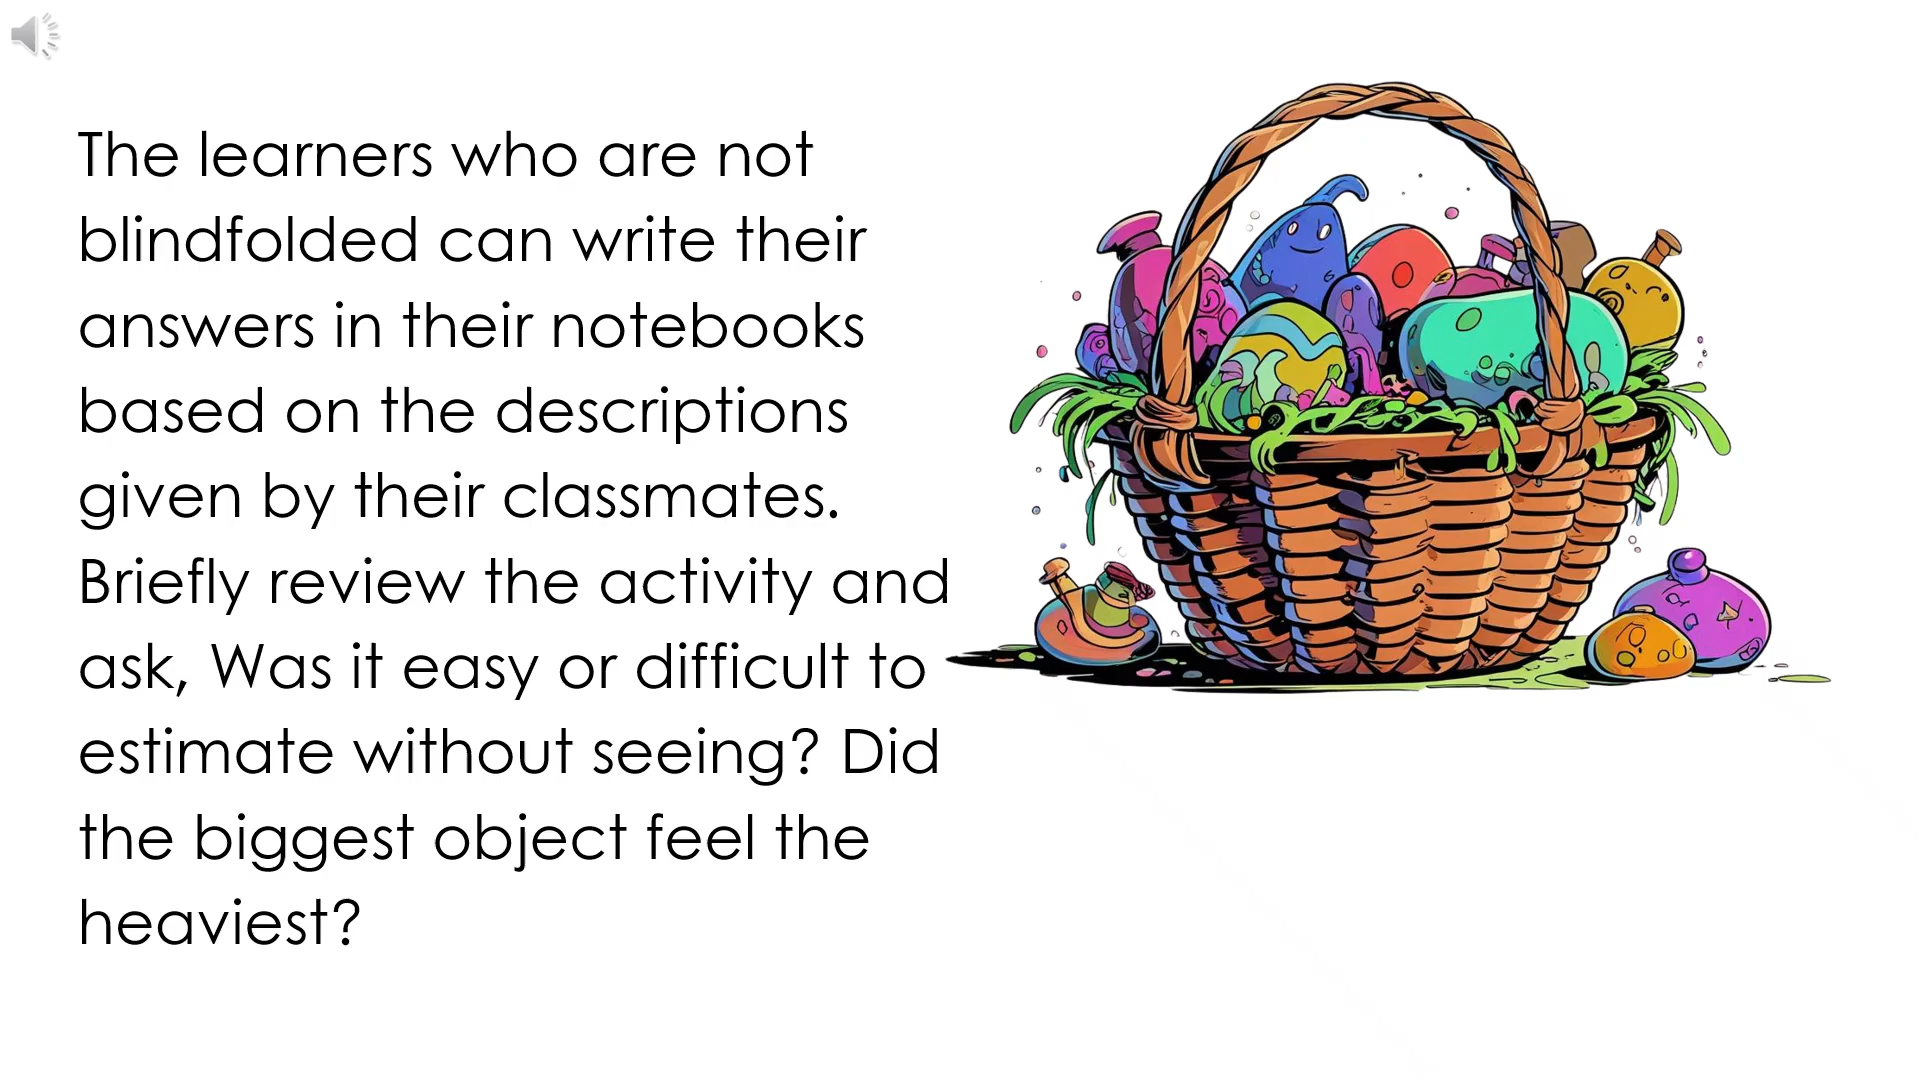 The learners who are not
blindfolded can write their
answers in their notebooks
based on the descriptions
given by their classmates.
Briefly review the activity and
ask, Was it easy or difficult to
estimate without seeing? Did
the biggest object feel the
heaviest?